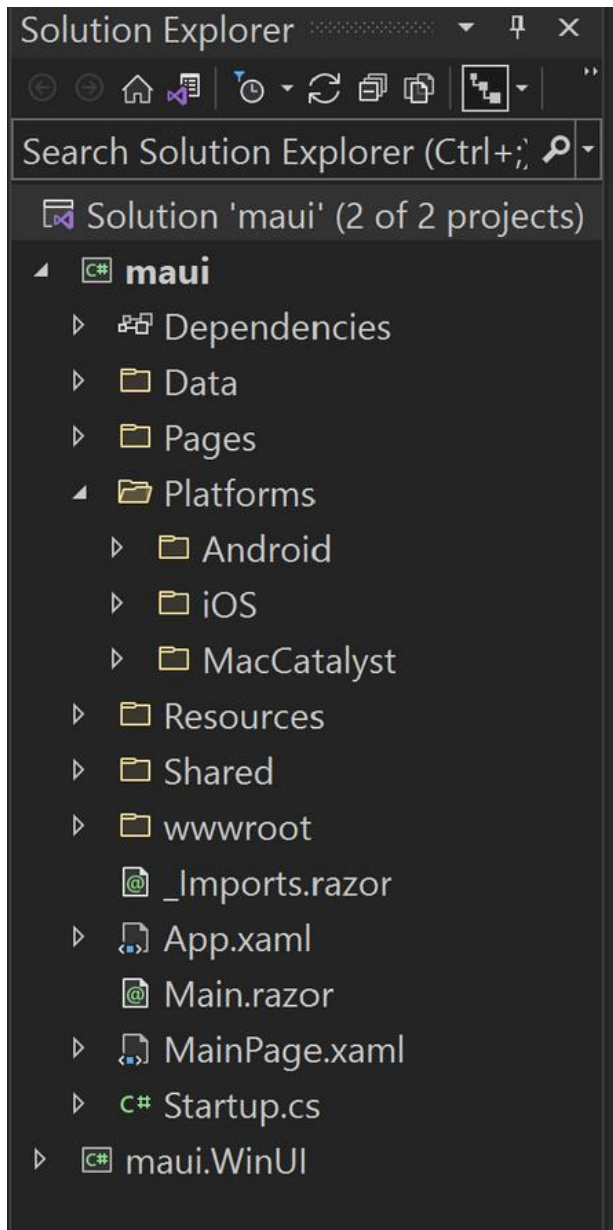 Solution Explorer
Search Solution Explorer (Ctrl+;)
Solution 'maui' (2 of 2 projects)
C# maui
Dependencies
Data
Pages
Platforms
Android
iOS
MacCatalyst
Resources
Shared
wwwroot
@ _Imports.razor
App.xaml
@ Main.razor
MainPage.xaml
C# Startup.cs
C# maui.WinUI